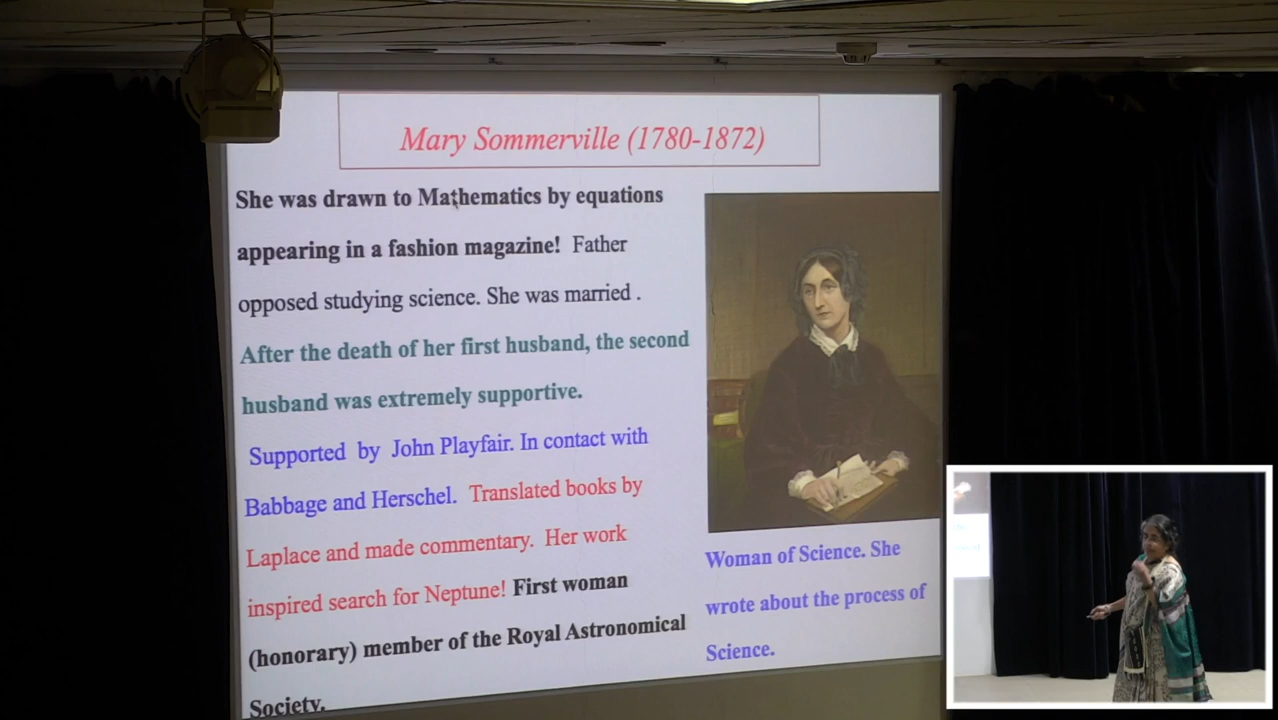 Mary Sommerville (1780-1872)
She was drawn to Mathematics by equations
appearing in a fashion magazine! Father
opposed studying science. She was married .
After the death of her first husband, the second
husband was extremely supportive.
Supported by John Playfair. In contact with
Babbage and Herschel. Translated books by
Laplace and made commentary. Her work
inspired search for Neptune! First woman
(honorary) member of the Royal Astronomical
Society.
Woman of Science. She
wrote about the process of
Science.